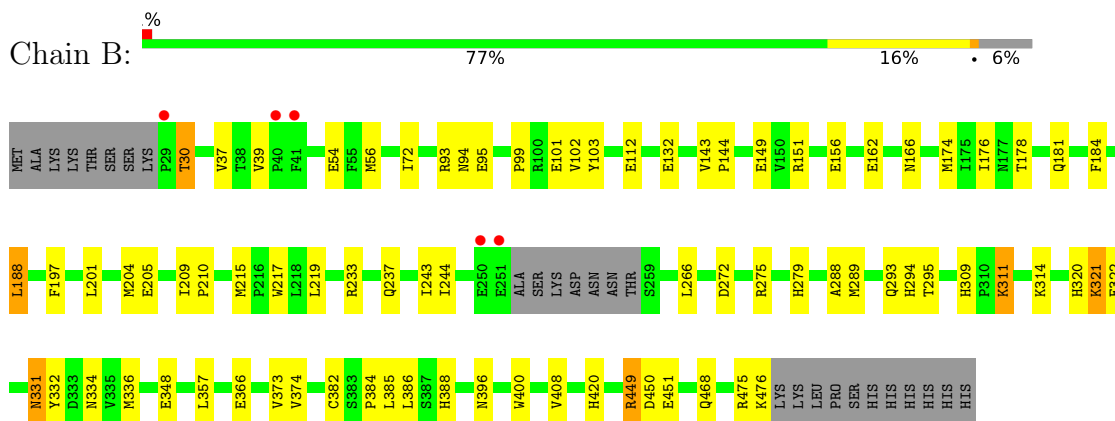 %
Chain B:
77% 16% • 6%
MET ALA LYS LYS THR SER SER LYS P29 T30 V37 T38 V39 P40 F41 E54 F55 M56 I72 R93 N94 E95 P99 R100 E101 V102 Y103 E112 E132 V143 P144 E149 V150 R151 E156 E162 N166 M174 I175 I176 N177 T178 Q181 F184
L188 F197 L201 M204 E205 I209 P210 M215 P216 W217 L218 L219 R233 Q237 I243 I244 E250 E251 ALA SER LYS ASP ASN ASN THR S259 L266 D272 R275 H279 A288 M289 Q293 H294 T295 H309 P310 K311 K314 H320 K321
N331 Y332 D333 N334 V335 M336 E348 L357 E366 V373 V374 C382 S383 P384 L385 L386 S387 H388 N396 W400 V408 H420 R449 D450 E451 Q468 R475 K476 LYS LYS LEU PRO SER HIS HIS HIS HIS HIS HIS